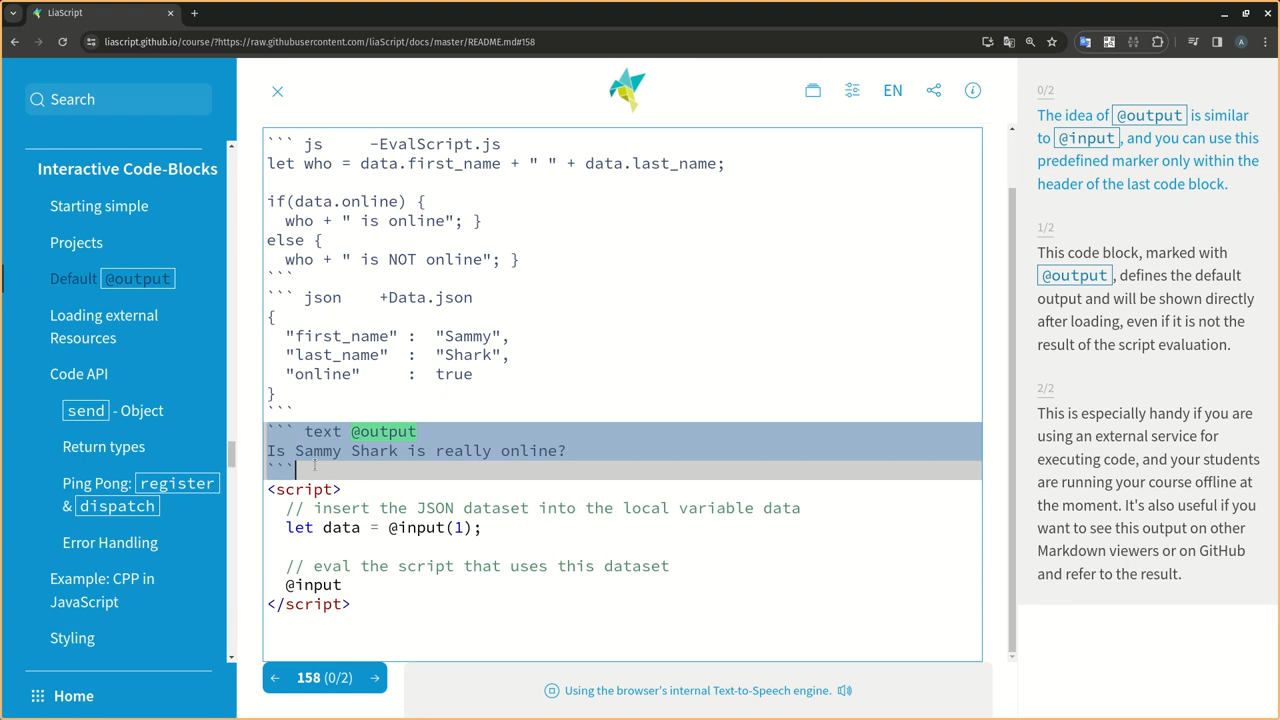 LiaScript
liascript.github.io/course/?https://raw.githubusercontent.com/liaScript/docs/master/README.md#158
A
Search
Interactive Code-Blocks
Starting simple
Projects
Default @output
Loading external
Resources
Code API
send - Object
Return types
Ping Pong: register
& dispatch
Error Handling
Example: CPP in
JavaScript
Styling
Home
EN
``` js     -EvalScript.js
let who = data.first_name + " " + data.last_name;
if(data.online) {
  who + " is online"; }
else {
  who + " is NOT online"; }
```
``` json    +Data.json
{
  "first_name" :  "Sammy",
  "last_name"  :  "Shark",
  "online"     :  true
}
```
``` text @output
Is Sammy Shark is really online?
```
<script>
  // insert the JSON dataset into the local variable data
  let data = @input(1);
  // eval the script that uses this dataset
  @input
</script>
158 (0/2)
Using the browser's internal Text-to-Speech engine.
0/2
The idea of @output is similar
to @input, and you can use this
predefined marker only within the
header of the last code block.
1/2
This code block, marked with
@output, defines the default
output and will be shown directly
after loading, even if it is not the
result of the script evaluation.
2/2
This is especially handy if you are
using an external service for
executing code, and your students
are running your course offline at
the moment. It's also useful if you
want to see this output on other
Markdown viewers or on GitHub
and refer to the result.